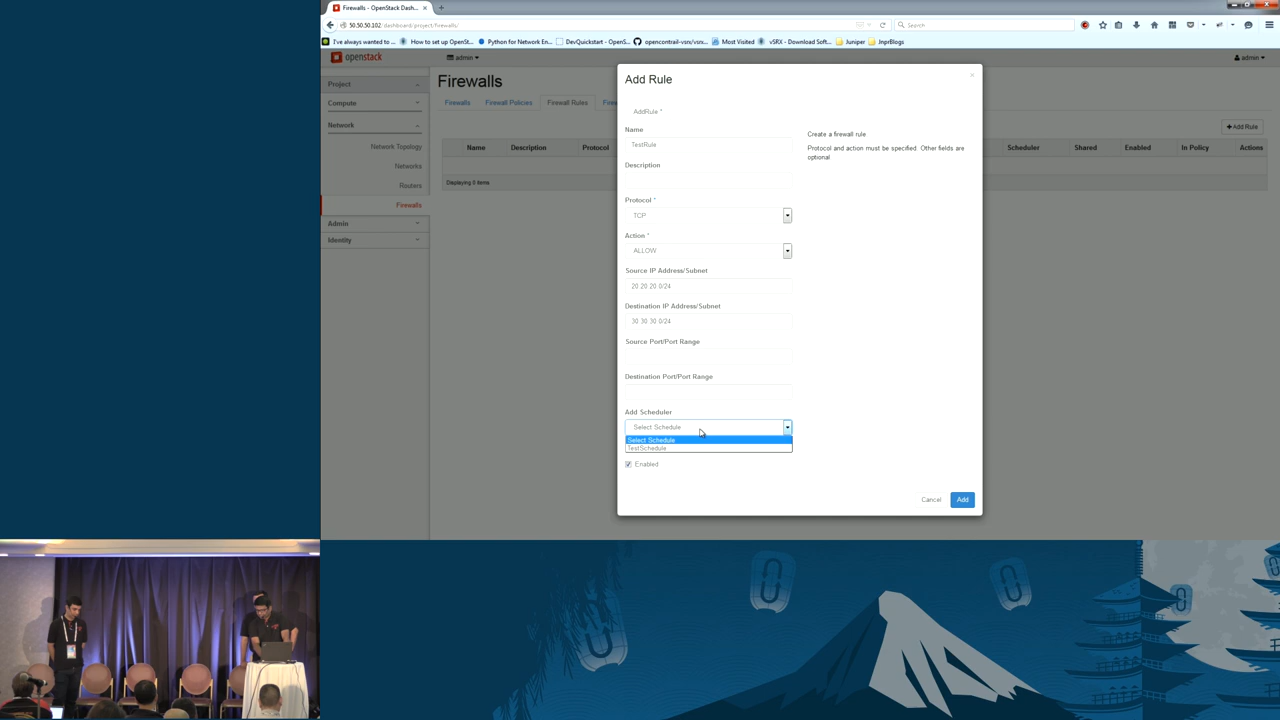 Firewalls - OpenStack Dash...
50.50.50.102/dashboard/project/firewalls/
Search
I've always wanted to ...
How to set up OpenSt...
Python for Network En...
DevQuickstart - OpenS...
opencontrail-vsrx/vsrx...
Most Visited
vSRX - Download Soft...
Juniper
JnprBlogs
openstack
admin
admin
Project
Compute
Network
Network Topology
Networks
Routers
Firewalls
Admin
Identity
Firewalls
Firewalls
Firewall Policies
Firewall Rules
Fire
+ Add Rule
Name
Description
Protocol
Scheduler
Shared
Enabled
In Policy
Actions
Displaying 0 items
Add Rule
×
AddRule *
Name
TestRule
Description
Protocol *
TCP
Action *
ALLOW
Source IP Address/Subnet
20.20.20.0/24
Destination IP Address/Subnet
30.30.30.0/24
Source Port/Port Range
Destination Port/Port Range
Add Scheduler
Select Schedule
Select Schedule
TestSchedule
Enabled
Create a firewall rule
Protocol and action must be specified. Other fields are
optional
Cancel
Add